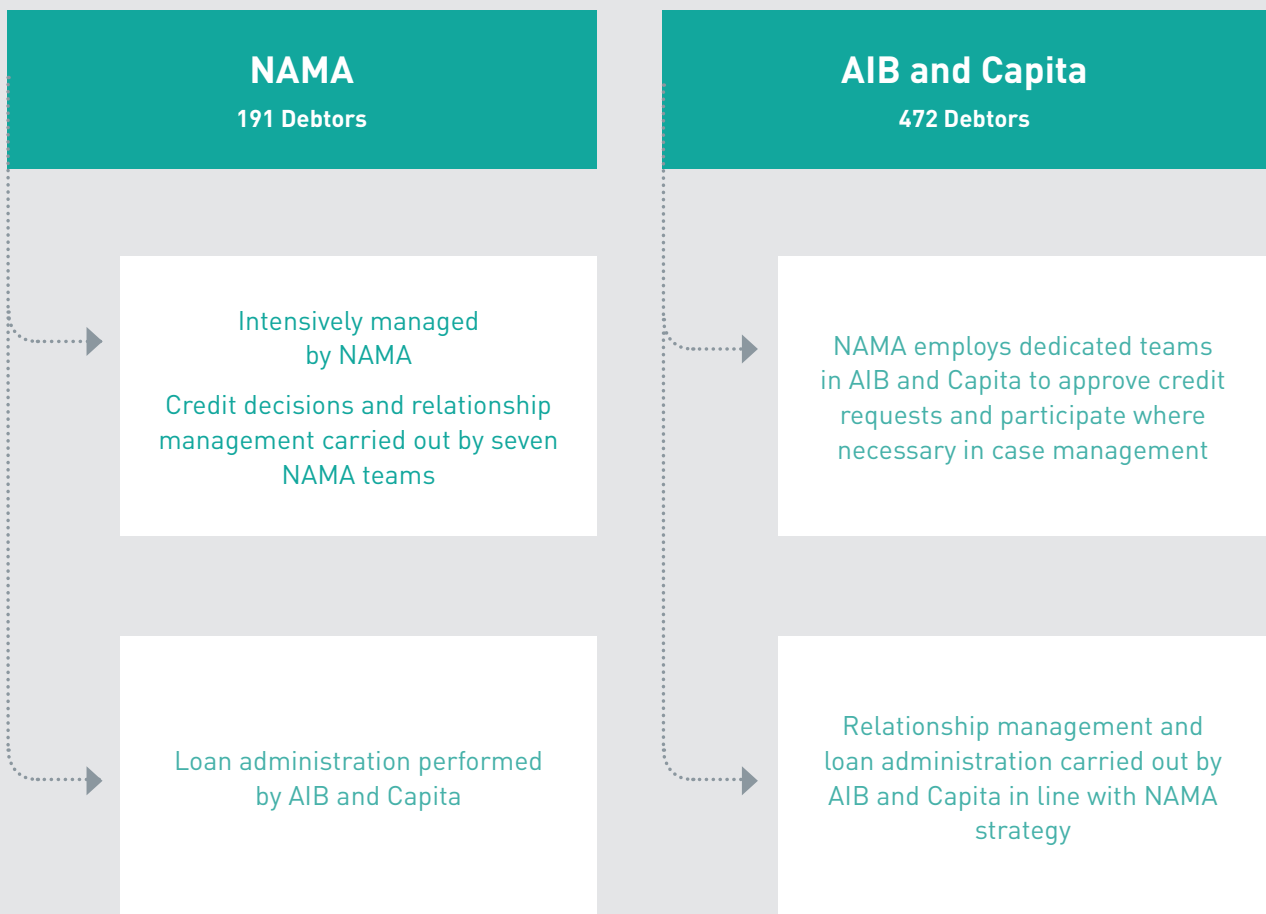 NAMA
191 Debtors
Intensively managed
by NAMA
Credit decisions and relationship
management carried out by seven
NAMA teams
Loan administration performed
by AIB and Capita
AIB and Capita
472 Debtors
NAMA employs dedicated teams
in AIB and Capita to approve credit
requests and participate where
necessary in case management
Relationship management and
loan administration carried out by
AIB and Capita in line with NAMA
strategy